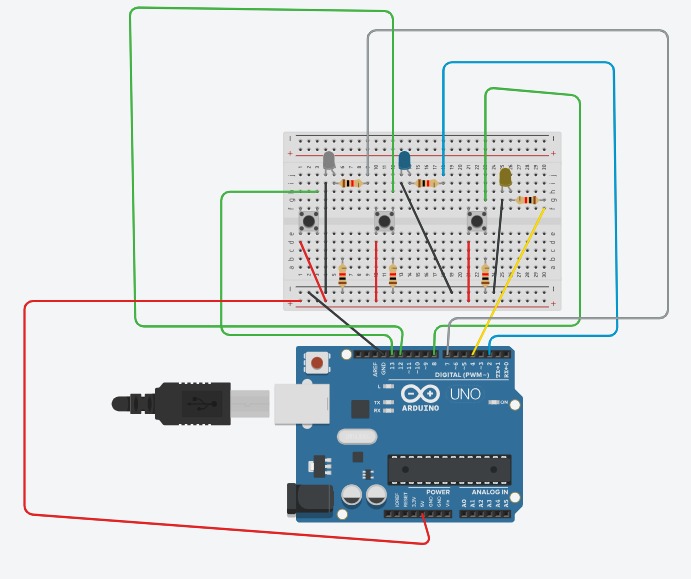 AREF
GND
13
12
~11
~10
~9
8
7
~6
~5
4
~3
2
TX→1
RX←0
DIGITAL (PWM~)
L
TX
RX
ARDUINO
UNO
ON
POWER
ANALOG IN
IOREF
RESET
3.3V
5V
GND
GND
Vin
A0
A1
A2
A3
A4
A5